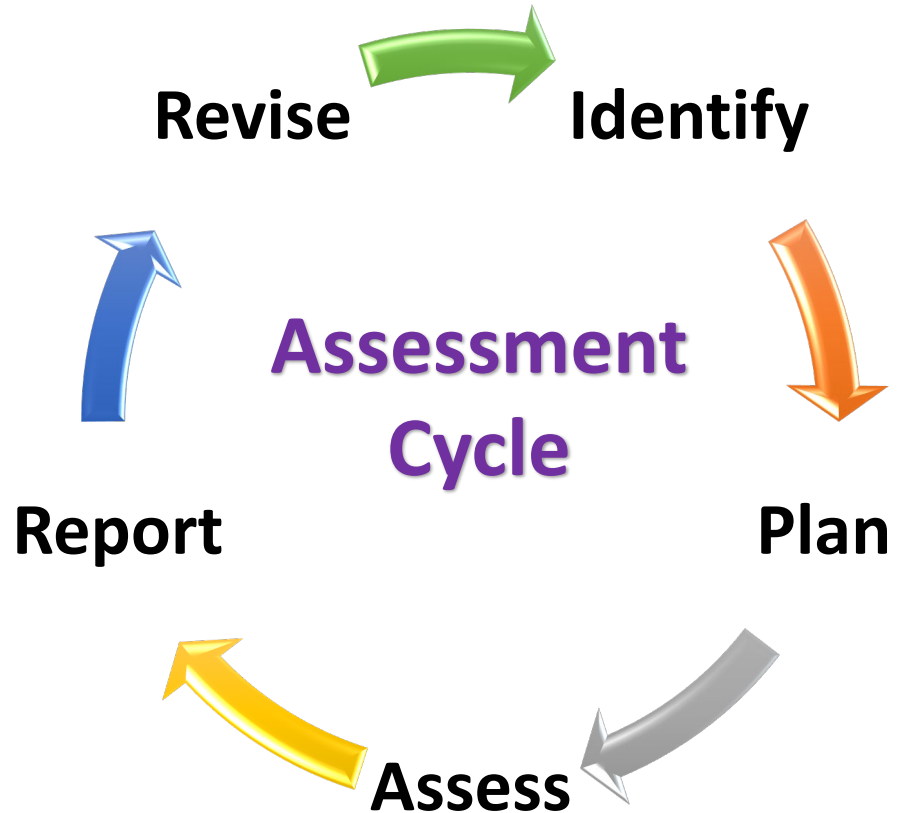 Revise
Identify
Assessment
Cycle
Report
Plan
Assess